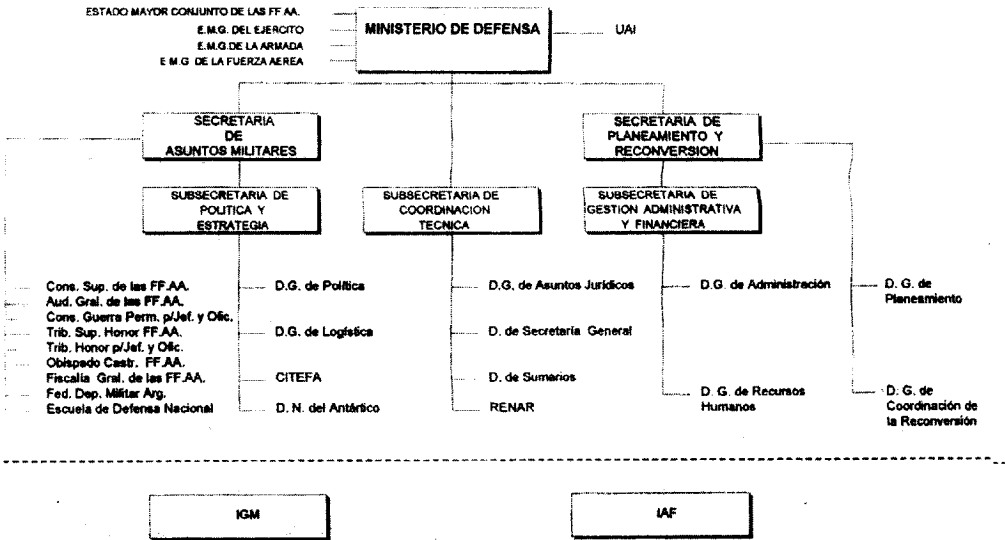 ESTADO MAYOR CONJUNTO DE LAS FF AA.
E.M.G. DEL EJERCITO
E.M.G.DE LA ARMADA
E M.G. DE LA FUERZA AEREA
MINISTERIO DE DEFENSA
UAI
SECRETARIA
DE
ASUNTOS MILITARES
SECRETARIA DE
PLANEAMIENTO Y
RECONVERSION
SUBSECRETARIA DE
POLITICA Y
ESTRATEGIA
SUBSECRETARIA DE
COORDINACION
TECNICA
SUBSECRETARIA DE
GESTION ADMINISTRATIVA
Y FINANCIERA
Cons. Sup. de las FF.AA.
Aud. Gral. de las FF.AA.
Cons. Guerra Perm. p/Jef. y Ofic.
Trib. Sup. Honor FF.AA.
Trib. Honor p/Jef. y Ofic.
Obispado Castr. FF.AA.
Fiscalía Gral. de las FF.AA.
Fed. Dep. Militar Arg.
Escuela de Defensa Nacional
D.G. de Política
D.G. de Logística
CITEFA
D. N. del Antártico
D.G. de Asuntos Jurídicos
D. de Secretaría General
D. de Sumarios
RENAR
D. G. de Administración
D. G. de Recursos
Humanos
D. G. de
Planeamiento
D. G. de
Coordinación de
la Reconversión
IGM
IAF